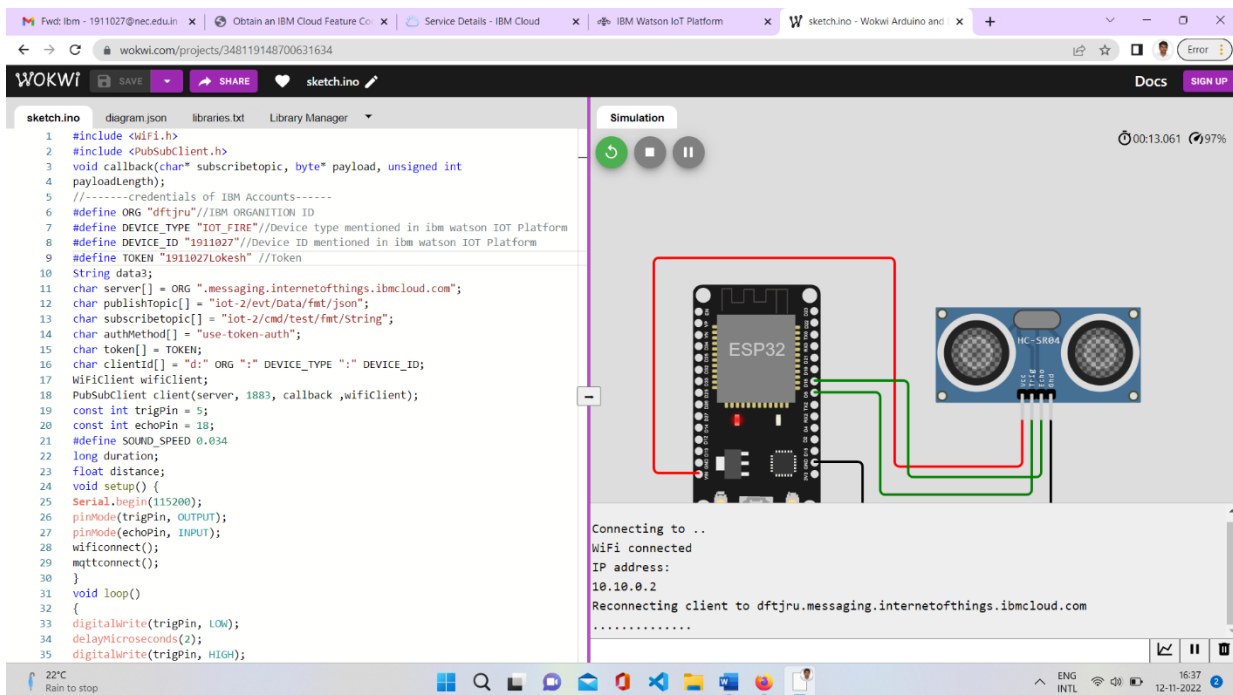 Fwd: Ibm - 1911027@nec.edu.in
Obtain an IBM Cloud Feature Co
Service Details - IBM Cloud
IBM Watson IoT Platform
sketch.ino - Wokwi Arduino and
wokwi.com/projects/348119148700631634
Error
WOKWI
SAVE
SHARE
sketch.ino
Docs
SIGN UP
sketch.ino diagram.json libraries.txt Library Manager
1 #include <WiFi.h>
2 #include <PubSubClient.h>
3 void callback(char* subscribetopic, byte* payload, unsigned int
4 payloadLength);
5 //-------credentials of IBM Accounts------
6 #define ORG "dftjru"//IBM ORGANITION ID
7 #define DEVICE_TYPE "IOT_FIRE"//Device type mentioned in ibm watson IOT Platform
8 #define DEVICE_ID "1911027"//Device ID mentioned in ibm watson IOT Platform
9 #define TOKEN "1911027Lokesh" //Token
10 String data3;
11 char server[] = ORG ".messaging.internetofthings.ibmcloud.com";
12 char publishTopic[] = "iot-2/evt/Data/fmt/json";
13 char subscribetopic[] = "iot-2/cmd/test/fmt/String";
14 char authMethod[] = "use-token-auth";
15 char token[] = TOKEN;
16 char clientId[] = "d:" ORG ":" DEVICE_TYPE ":" DEVICE_ID;
17 WiFiClient wifiClient;
18 PubSubClient client(server, 1883, callback ,wifiClient);
19 const int trigPin = 5;
20 const int echoPin = 18;
21 #define SOUND_SPEED 0.034
22 long duration;
23 float distance;
24 void setup() {
25 Serial.begin(115200);
26 pinMode(trigPin, OUTPUT);
27 pinMode(echoPin, INPUT);
28 wificonnect();
29 mqttconnect();
30 }
31 void loop()
32 {
33 digitalWrite(trigPin, LOW);
34 delayMicroseconds(2);
35 digitalWrite(trigPin, HIGH);
Simulation
00:13.061 97%
ESP32
HC-SR04
Vcc
Trig
Echo
Gnd
Connecting to ..
WiFi connected
IP address:
10.10.0.2
Reconnecting client to dftjru.messaging.internetofthings.ibmcloud.com
..............
22°C
Rain to stop
ENG
INTL
16:37
12-11-2022
2